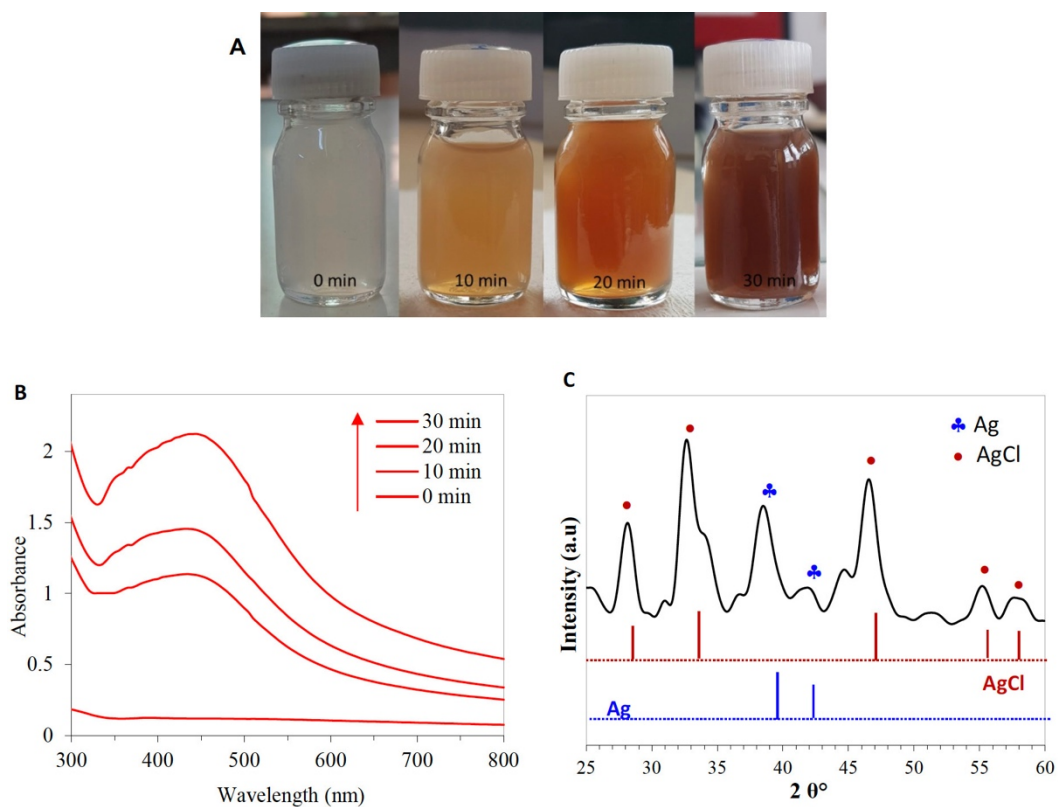 A
0 min
10 min
20 min
30 min
B
30 min
20 min
10 min
0 min
2
1.5
1
0.5
0
Absorbance
300 400 500 600 700 800
Wavelength (nm)
C
♣ Ag
• AgCl
Intensity (a.u)
AgCl
Ag
25 30 35 40 45 50 55 60
2 θ°